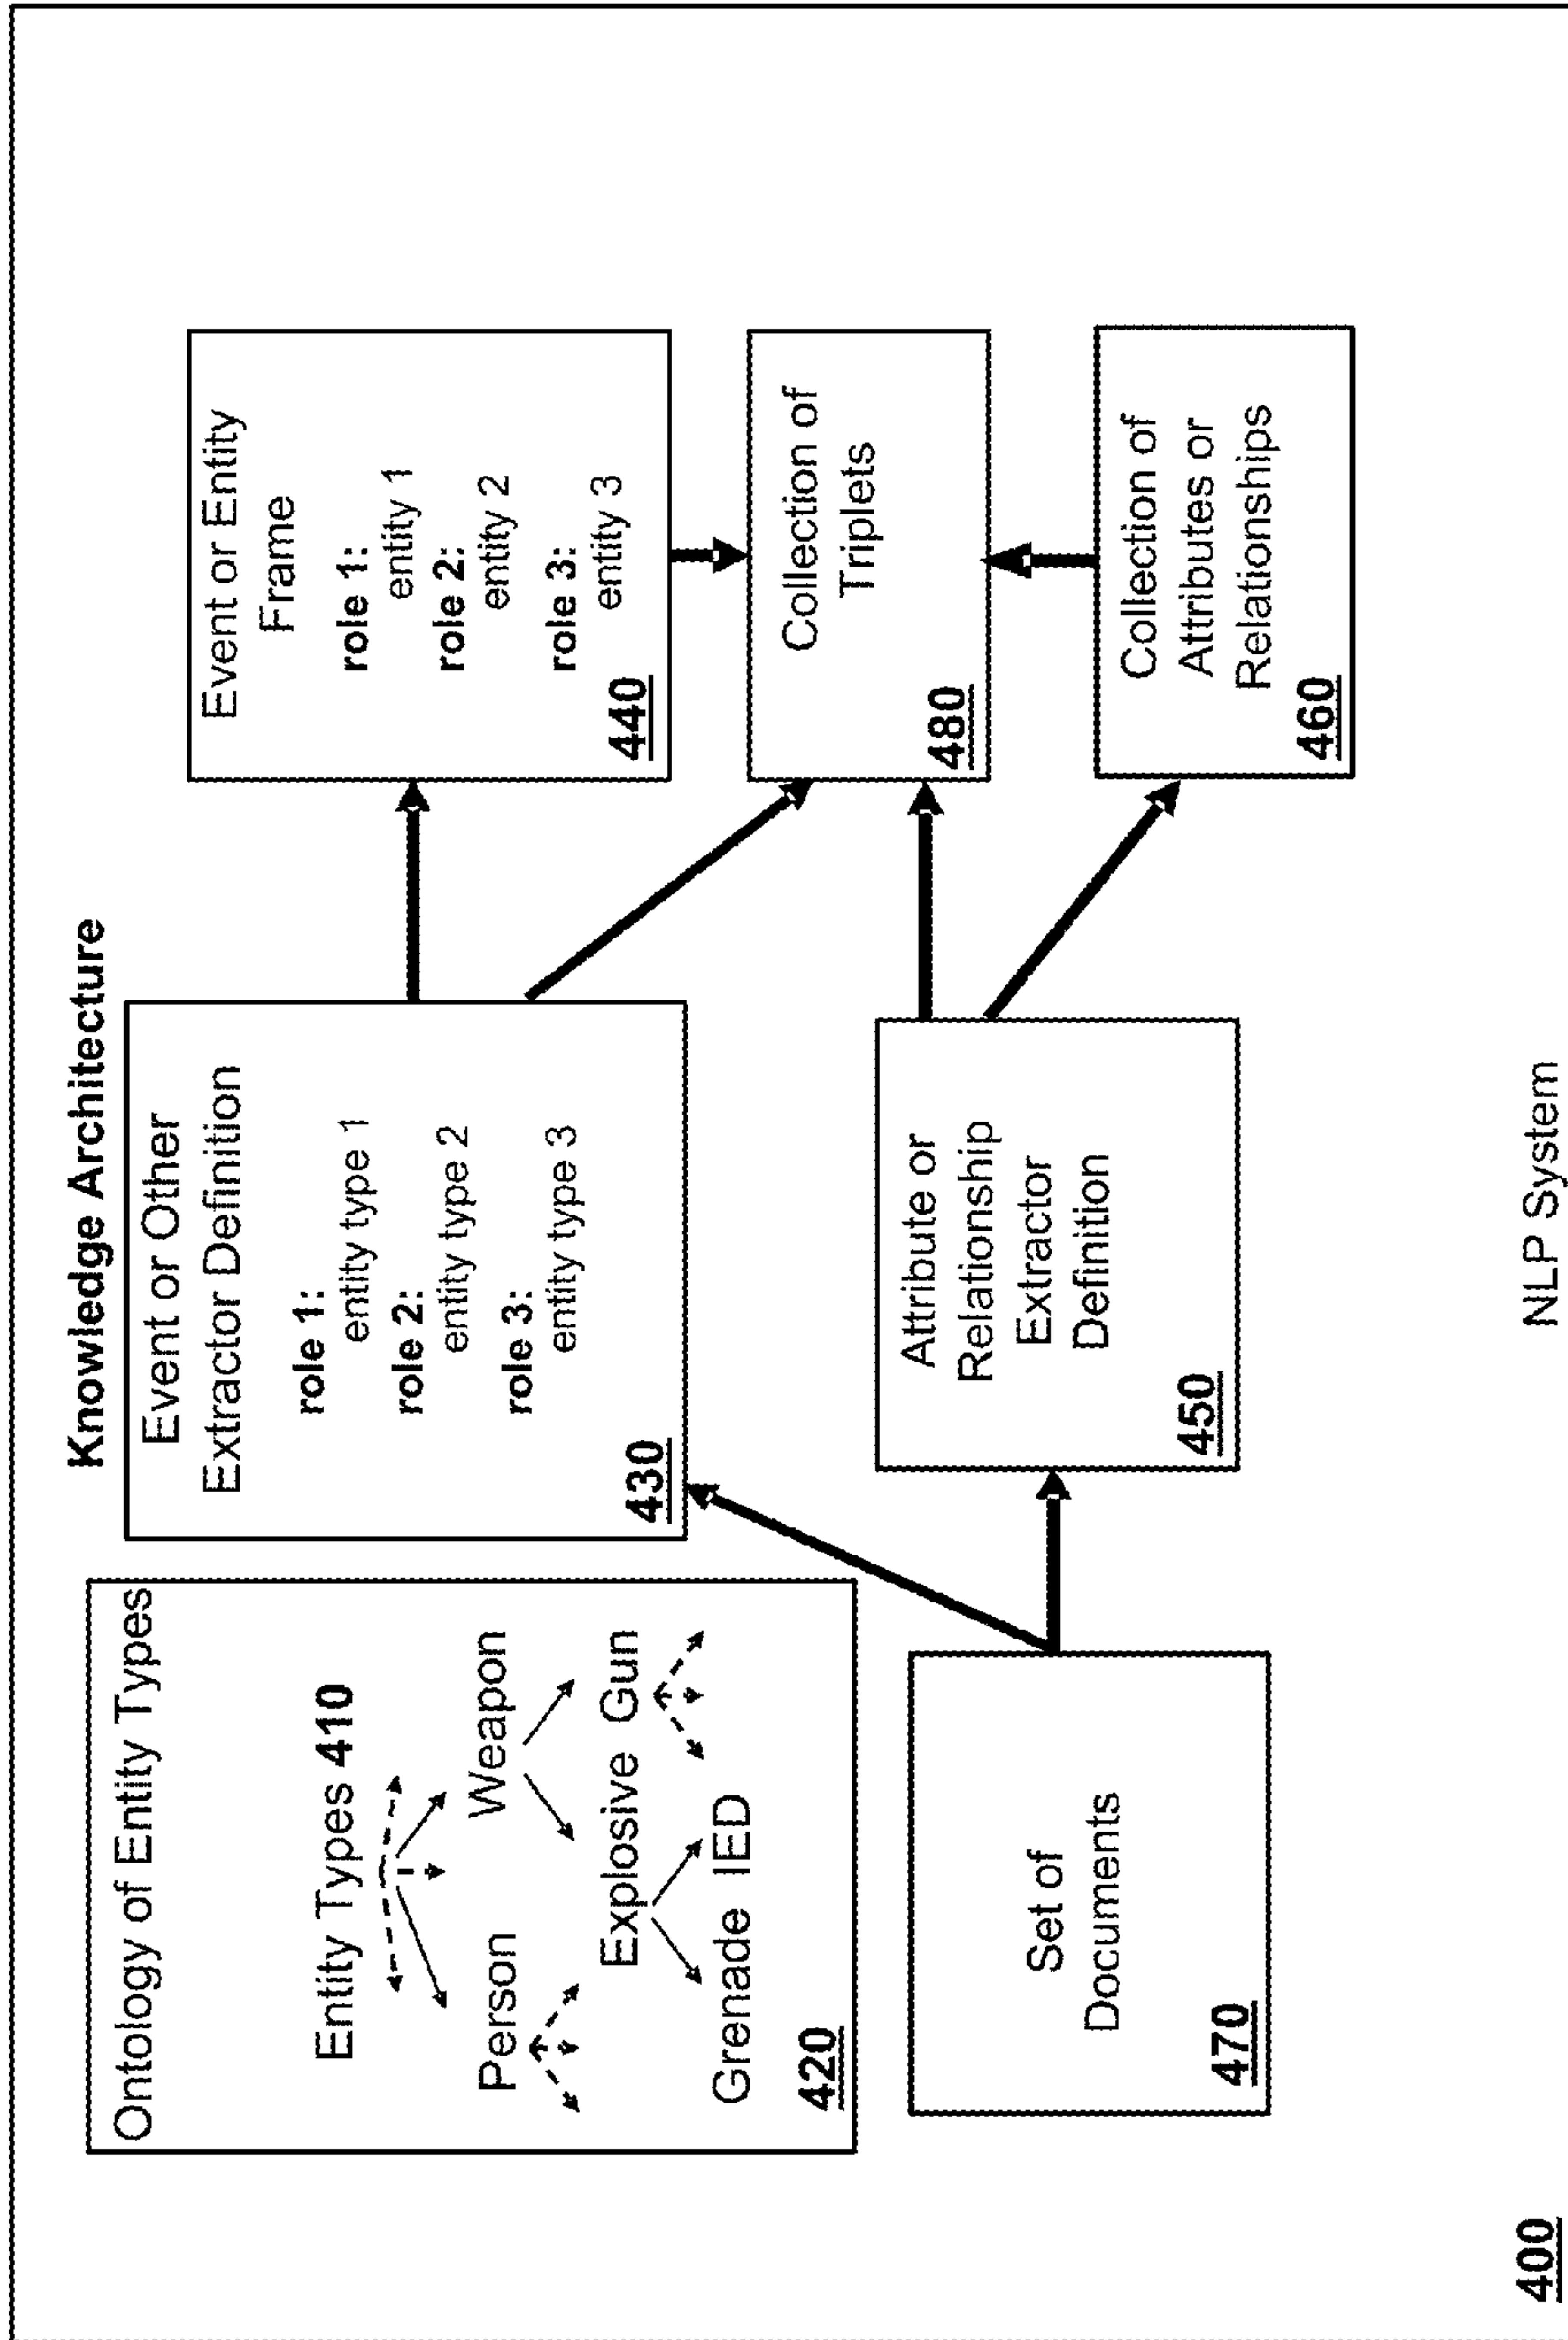 Knowledge Architecture
Ontology of Entity Types
Entity Types 410
Person Weapon
Explosive Gun
Grenade IED
420
Event or Other
Extractor Definition
role 1:
entity type 1
role 2:
entity type 2
role 3:
entity type 3
430
Event or Entity
Frame
role 1:
entity 1
role 2:
entity 2
role 3:
entity 3
440
Set of
Documents
470
Attribute or
Relationship
Extractor
Definition
450
Collection of
Triplets
480
Collection of
Attributes or
Relationships
460
400
NLP System